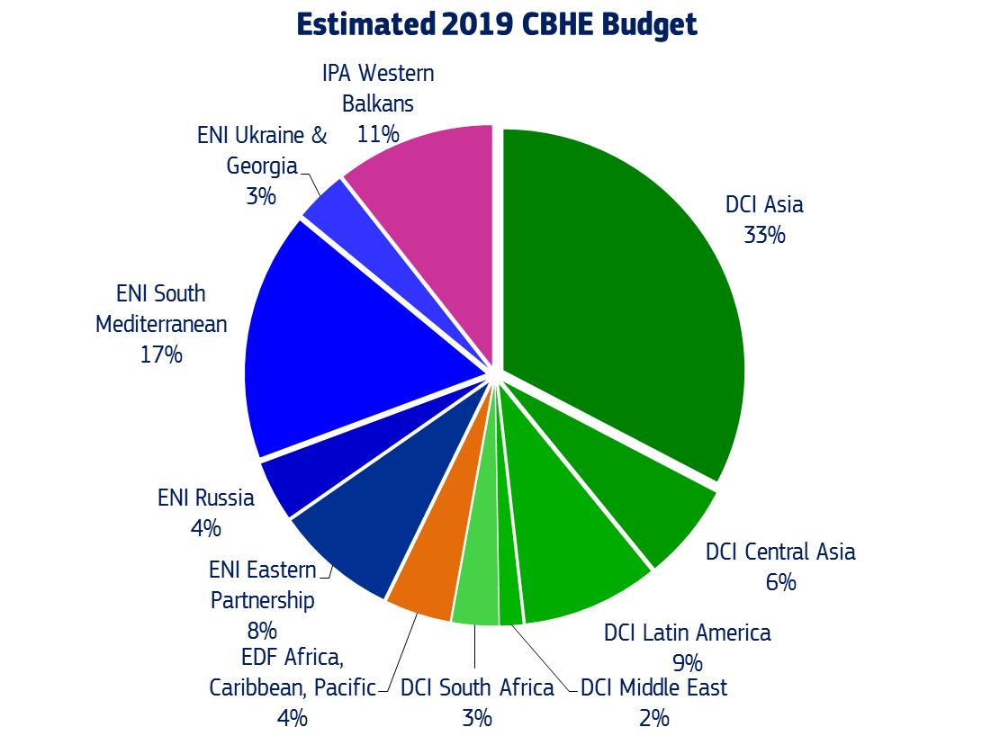 Estimated 2019 CBHE Budget
IPA Western
Balkans
11%
ENI Ukraine &
Georgia
3%
DCI Asia
33%
ENI South
Mediterranean
17%
ENI Russia
4%
DCI Central Asia
6%
ENI Eastern
Partnership
8%
DCI Latin America
9%
EDF Africa,
Caribbean, Pacific
4%
DCI South Africa
3%
DCI Middle East
2%